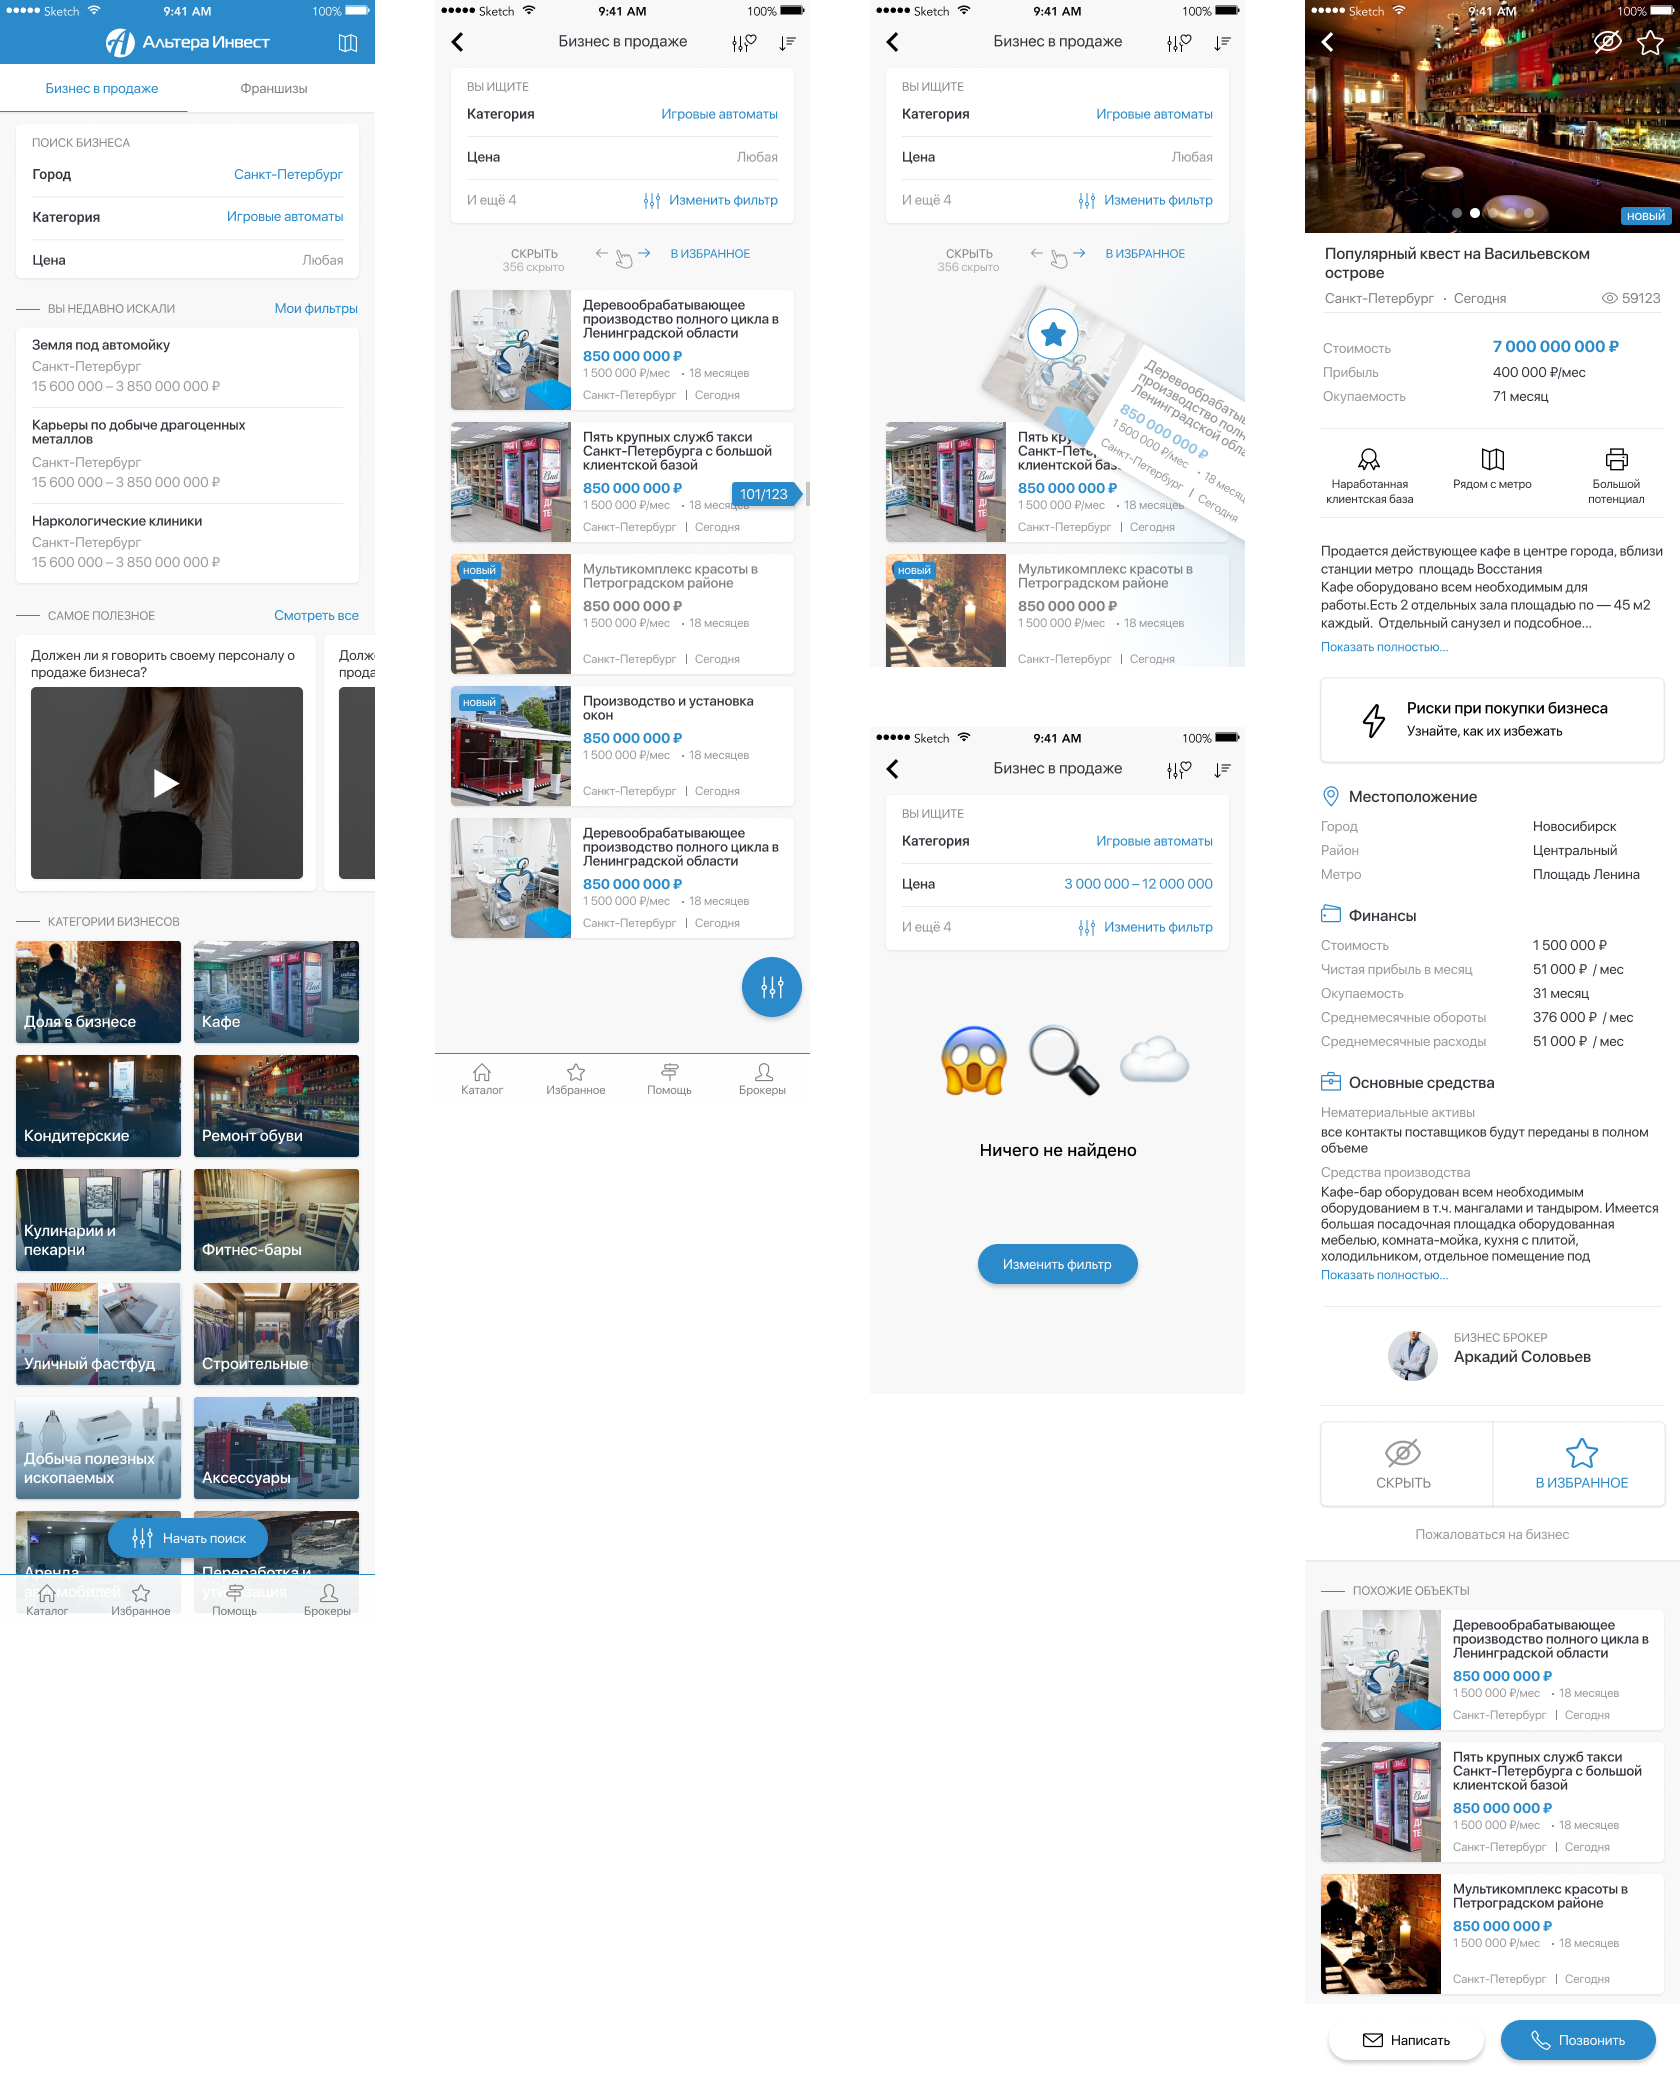 Sketch 9:41 AM 100%
Альтера Инвест
Бизнес в продаже Франшизы
ПОИСК БИЗНЕСА
Город Санкт-Петербург
Категория Игровые автоматы
Цена Любая
ВЫ НЕДАВНО ИСКАЛИ Мои фильтры
Земля под автомойку
Санкт-Петербург
15 600 000 – 3 850 000 000 ₽
Карьеры по добыче драгоценных
металлов
Санкт-Петербург
15 600 000 – 3 850 000 000 ₽
Наркологические клиники
Санкт-Петербург
15 600 000 – 3 850 000 000 ₽
САМОЕ ПОЛЕЗНОЕ Смотреть все
Должен ли я говорить своему персоналу о
продаже бизнеса?
Долж
прода
КАТЕГОРИИ БИЗНЕСОВ
Доля в бизнесе Кафе
Кондитерские Ремонт обуви
Кулинарии и
пекарни
Фитнес-бары
Уличный фастфуд Строительные
Добыча полезных
ископаемых
Аксессуары
Начать поиск
Аренда
автомобилей
Переработка и
утилизация
Каталог Избранное Помощь Брокеры
Sketch 9:41 AM 100%
Бизнес в продаже
ВЫ ИЩИТЕ
Категория Игровые автоматы
Цена Любая
И ещё 4 Изменить фильтр
СКРЫТЬ В ИЗБРАННОЕ
356 скрыто
Деревообрабатывающее
производство полного цикла в
Ленинградской области
850 000 000 ₽
1 500 000 ₽/мес • 18 месяцев
Санкт-Петербург | Сегодня
Пять крупных служб такси
Санкт-Петербурга с большой
клиентской базой
850 000 000 ₽
101/123
1 500 000 ₽/мес • 18 месяцев
Санкт-Петербург | Сегодня
НОВЫЙ
Мультикомплекс красоты в
Петроградском районе
850 000 000 ₽
1 500 000 ₽/мес • 18 месяцев
Санкт-Петербург | Сегодня
НОВЫЙ
Производство и установка
окон
850 000 000 ₽
1 500 000 ₽/мес • 18 месяцев
Санкт-Петербург | Сегодня
Деревообрабатывающее
производство полного цикла в
Ленинградской области
850 000 000 ₽
1 500 000 ₽/мес • 18 месяцев
Санкт-Петербург | Сегодня
Каталог Избранное Помощь Брокеры
Sketch 9:41 AM 100%
Бизнес в продаже
ВЫ ИЩИТЕ
Категория Игровые автоматы
Цена Любая
И ещё 4 Изменить фильтр
СКРЫТЬ В ИЗБРАННОЕ
356 скрыто
Деревообрабатыв
производство полн
Ленинградской обла
850 000 000 ₽
1 500 000 ₽/мес • 18 месяц
Санкт-Петербург | Сегодня
Пять кру
Санкт-Пете
клиентской баз
850 000 000 ₽
1 500 000 ₽/мес • 18 месяцев
Санкт-Петербург | Сегодня
НОВЫЙ
Мультикомплекс красоты в
Петроградском районе
850 000 000 ₽
1 500 000 ₽/мес • 18 месяцев
Санкт-Петербург | Сегодня
Sketch 9:41 AM 100%
Бизнес в продаже
ВЫ ИЩИТЕ
Категория Игровые автоматы
Цена 3 000 000 – 12 000 000
И ещё 4 Изменить фильтр
Ничего не найдено
Изменить фильтр
Sketch 9:41 AM 100%
НОВЫЙ
Популярный квест на Васильевском
острове
Санкт-Петербург • Сегодня 59123
Стоимость 7 000 000 000 ₽
Прибыль 400 000 ₽/мес
Окупаемость 71 месяц
Наработанная
клиентская база
Рядом с метро
Большой
потенциал
Продается действующее кафе в центре города, вблизи
станции метро площадь Восстания
Кафе оборудовано всем необходимым для
работы.Есть 2 отдельных зала площадью по — 45 м2
каждый. Отдельный санузел и подсобное...
Показать полностью...
Риски при покупки бизнеса
Узнайте, как их избежать
Местоположение
Город Новосибирск
Район Центральный
Метро Площадь Ленина
Финансы
Стоимость 1 500 000 ₽
Чистая прибыль в месяц 51 000 ₽ / мес
Окупаемость 31 месяц
Среднемесячные обороты 376 000 ₽ / мес
Среднемесячные расходы 51 000 ₽ / мес
Основные средства
Нематериальные активы
все контакты поставщиков будут переданы в полном
объеме
Средства производства
Кафе-бар оборудован всем необходимым
оборудованием в т.ч. мангалами и тандыром. Имеется
большая посадочная площадка оборудованная
мебелью, комната-мойка, кухня с плитой,
холодильником, отдельное помещение под
Показать полностью...
БИЗНЕС БРОКЕР
Аркадий Соловьев
СКРЫТЬ В ИЗБРАННОЕ
Пожаловаться на бизнес
ПОХОЖИЕ ОБЪЕКТЫ
Деревообрабатывающее
производство полного цикла в
Ленинградской области
850 000 000 ₽
1 500 000 ₽/мес • 18 месяцев
Санкт-Петербург | Сегодня
Пять крупных служб такси
Санкт-Петербурга с большой
клиентской базой
850 000 000 ₽
1 500 000 ₽/мес • 18 месяцев
Санкт-Петербург | Сегодня
Мультикомплекс красоты в
Петроградском районе
850 000 000 ₽
1 500 000 ₽/мес • 18 месяцев
Санкт-Петербург | Сегодня
Написать Позвонить